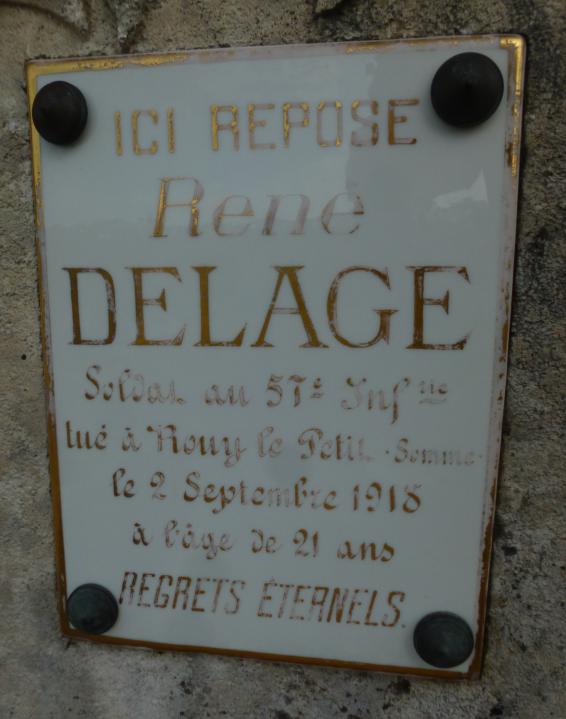 ICI REPOSE
René
DELAGE
Soldat au 57e Infrie
tué à Rouy le Petit - Somme -
le 2 Septembre 1918
à l'âge de 21 ans
REGRETS ÉTERNELS.